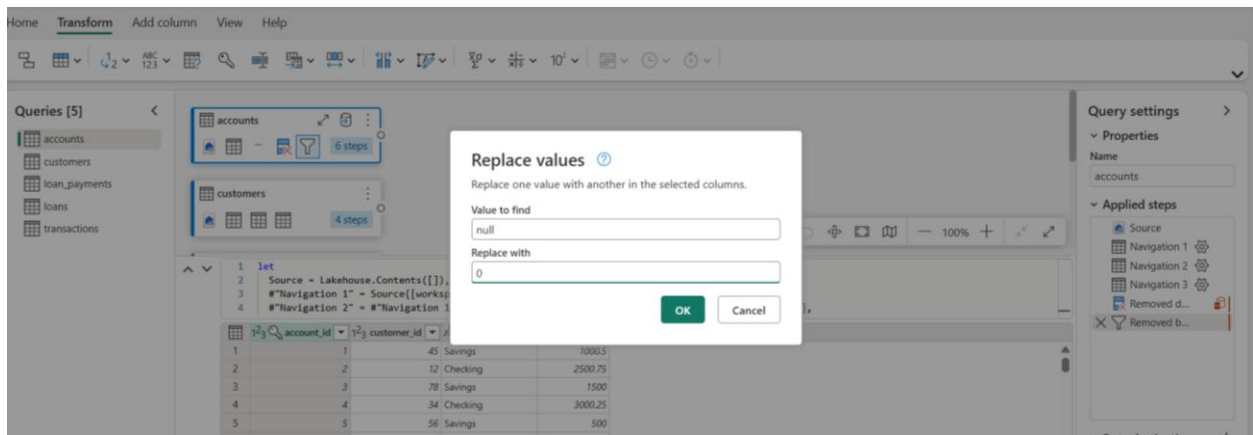 Home Transform Add column View Help
ABC
123
10²
Queries [5]
accounts
customers
loan_payments
loans
transactions
accounts
6 steps
customers
4 steps
Replace values
Replace one value with another in the selected columns.
Value to find
null
Replace with
0
OK Cancel
100%
1 let
2 Source = Lakehouse.Contents([]),
3 #"Navigation 1" = Source{[worksp
4 #"Navigation 2" = #"Navigation 1
],
1²3 account_id 1²3 customer_id
1 1 45 Savings 1000.5
2 2 12 Checking 2500.75
3 3 78 Savings 1500
4 4 34 Checking 3000.25
5 5 56 Savings 500
Query settings
Properties
Name
accounts
Applied steps
Source
Navigation 1
Navigation 2
Navigation 3
Removed d...
Removed b...